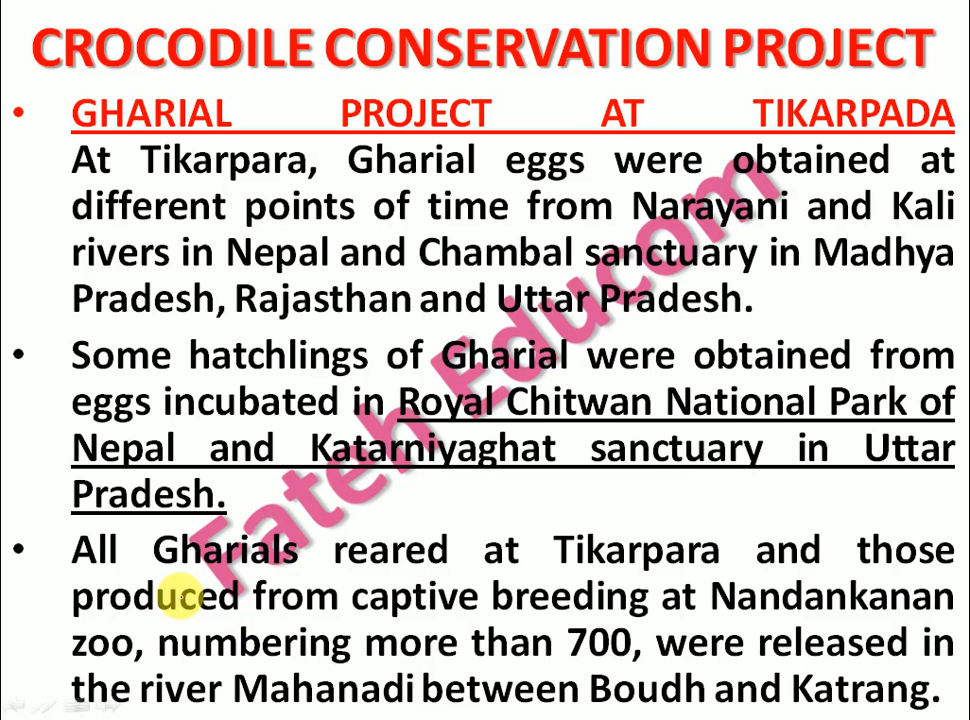 CROCODILE CONSERVATION PROJECT
• GHARIAL PROJECT AT TIKARPADA
At Tikarpara, Gharial eggs were obtained at
different points of time from Narayani and Kali
rivers in Nepal and Chambal sanctuary in Madhya
Pradesh, Rajasthan and Uttar Pradesh.
• Some hatchlings of Gharial were obtained from
eggs incubated in Royal Chitwan National Park of
Nepal and Katarniyaghat sanctuary in Uttar
Pradesh.
• All Gharials reared at Tikarpara and those
produced from captive breeding at Nandankanan
zoo, numbering more than 700, were released in
the river Mahanadi between Boudh and Katrang.
Fateh Educom